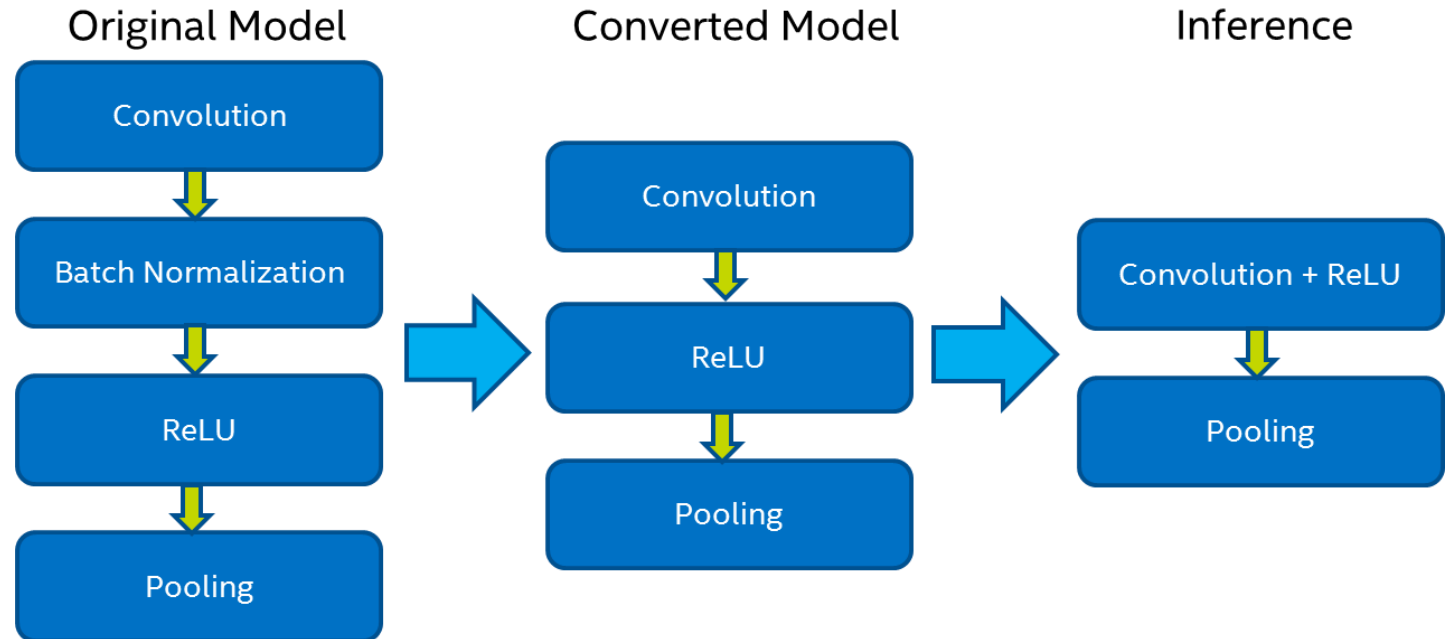 Original Model
Convolution
Batch Normalization
ReLU
Pooling
Converted Model
Convolution
ReLU
Pooling
Inference
Convolution + ReLU
Pooling